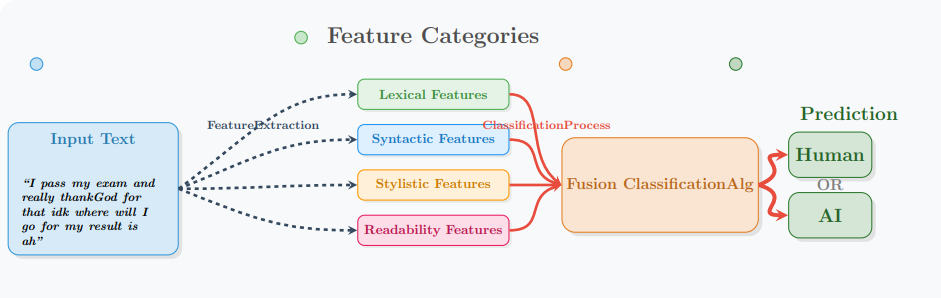 Feature Categories
Input Text
“I pass my exam and
really thankGod for
that idk where will I
go for my result is
ah”
FeatureExtraction
Lexical Features
Syntactic Features
Stylistic Features
Readability Features
ClassificationProcess
Fusion ClassificationAlg
Prediction
Human
OR
AI